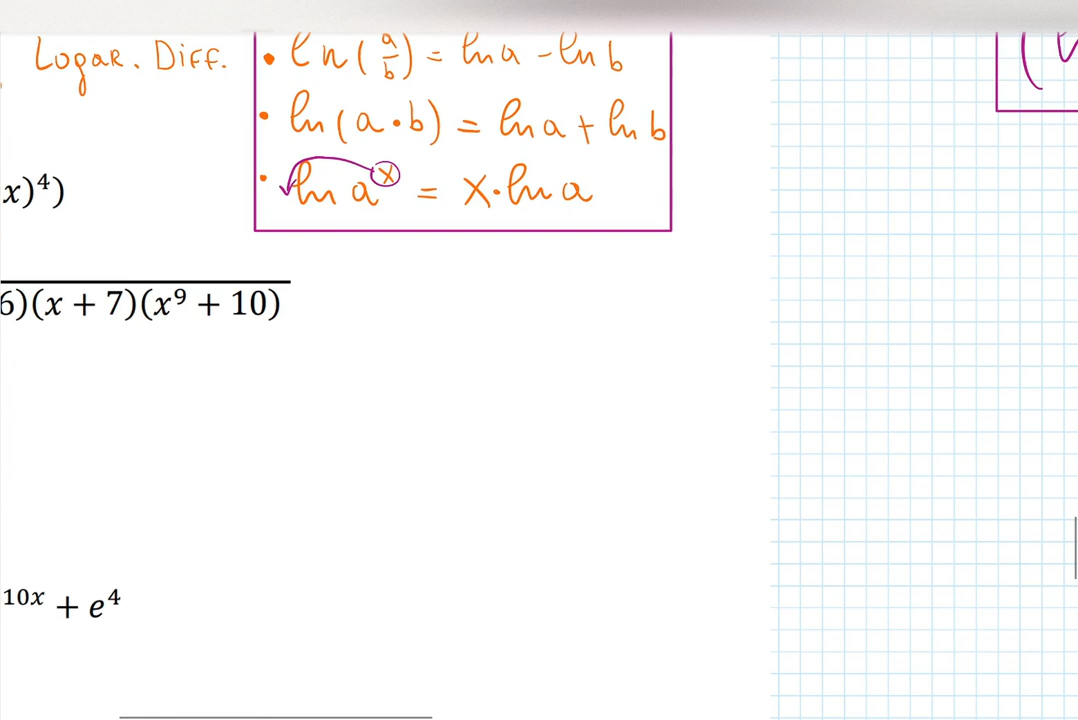 Logar. Diff.
• ln(a/b) = ln a - ln b
• ln(a·b) = ln a + ln b
• ln a^x = x·ln a
x)⁴)
6)(x + 7)(x⁹ + 10)
10x + e⁴